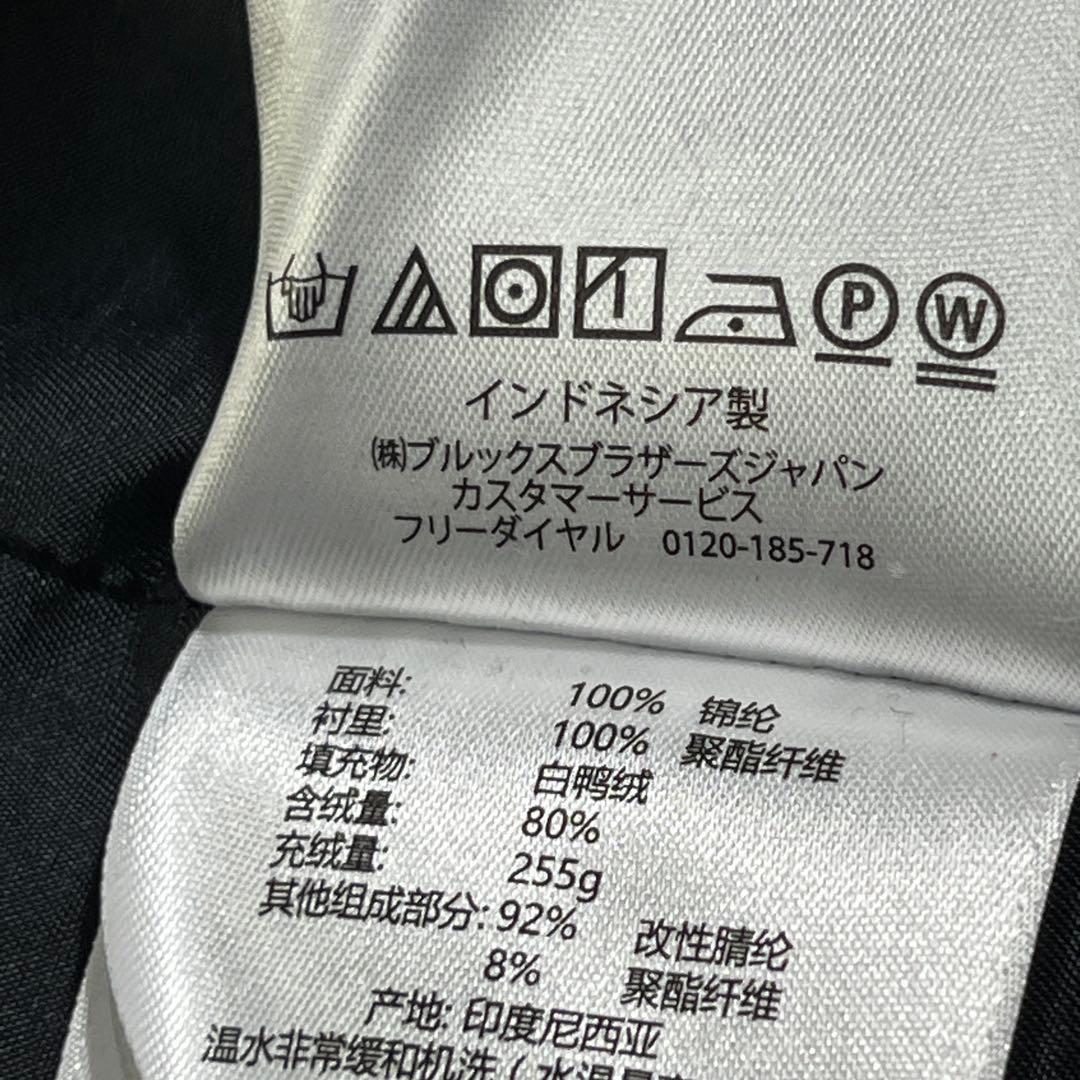 P W
インドネシア製
㈱ブルックスブラザーズジャパン
カスタマーサービス
フリーダイヤル 0120-185-718
面料: 100% 锦纶
衬里: 100% 聚酯纤维
填充物: 白鸭绒
含绒量: 80%
充绒量: 255g
其他组成部分: 92% 改性腈纶
8% 聚酯纤维
产地: 印度尼西亚
温水非常缓和机洗(水温最